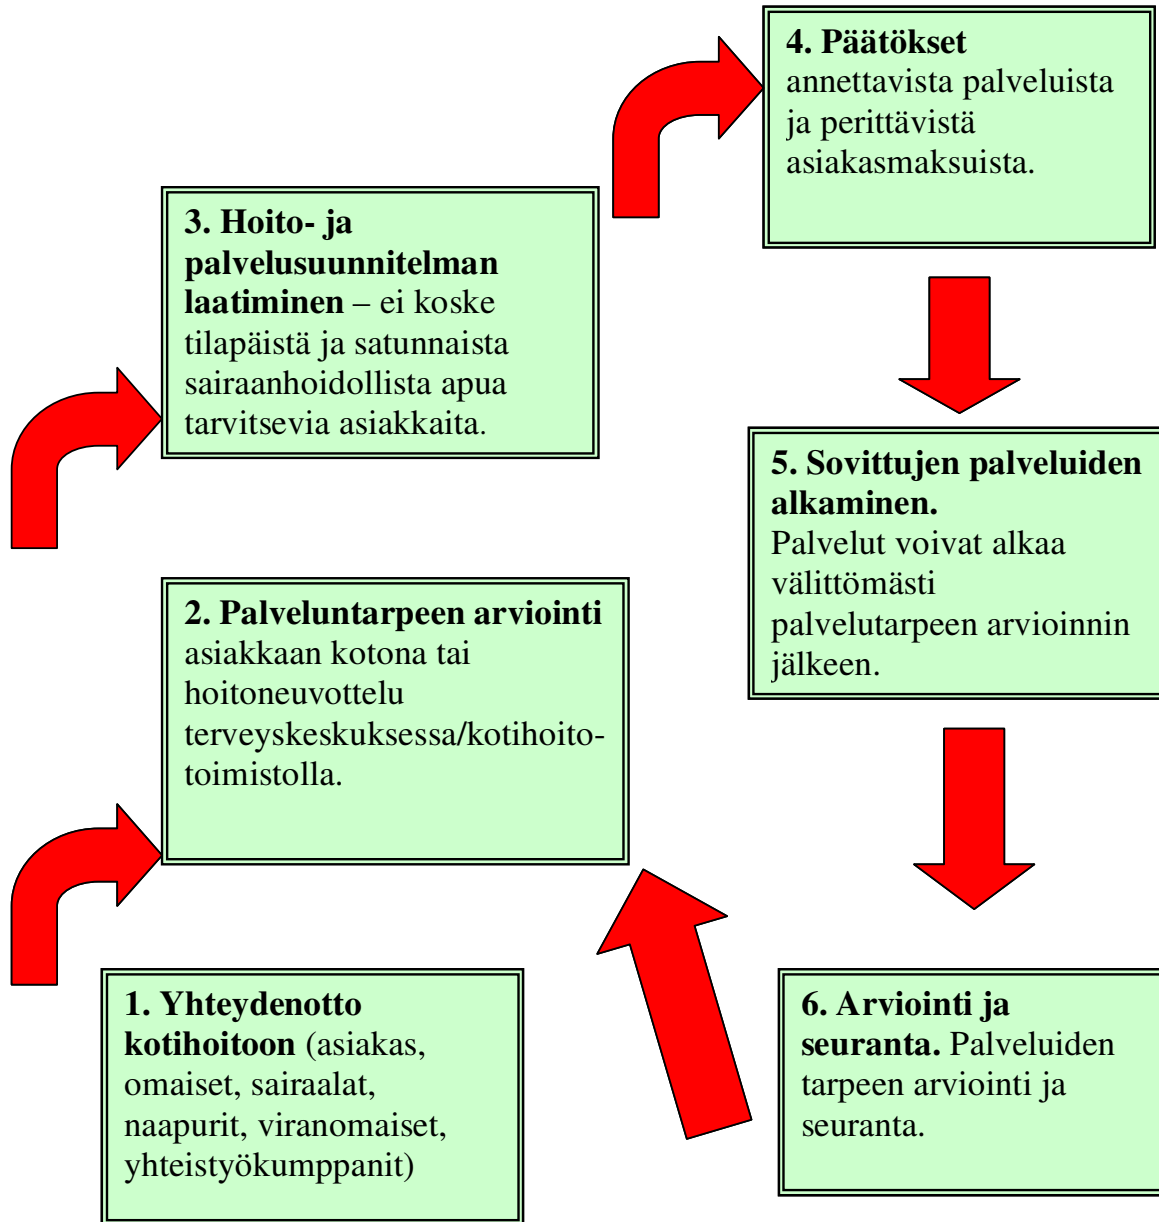 4. Päätökset
annettavista palveluista
ja perittävistä
asiakasmaksuista.
3. Hoito- ja
palvelusuunnitelman
laatiminen – ei koske
tilapäistä ja satunnaista
sairaanhoidollista apua
tarvitsevia asiakkaita.
5. Sovittujen palveluiden
alkaminen.
Palvelut voivat alkaa
välittömästi
palvelutarpeen arvioinnin
jälkeen.
2. Palveluntarpeen arviointi
asiakkaan kotona tai
hoitoneuvottelu
terveyskeskuksessa/kotihoito-
toimistolla.
1. Yhteydenotto
kotihoitoon (asiakas,
omaiset, sairaalat,
naapurit, viranomaiset,
yhteistyökumppanit)
6. Arviointi ja
seuranta. Palveluiden
tarpeen arviointi ja
seuranta.